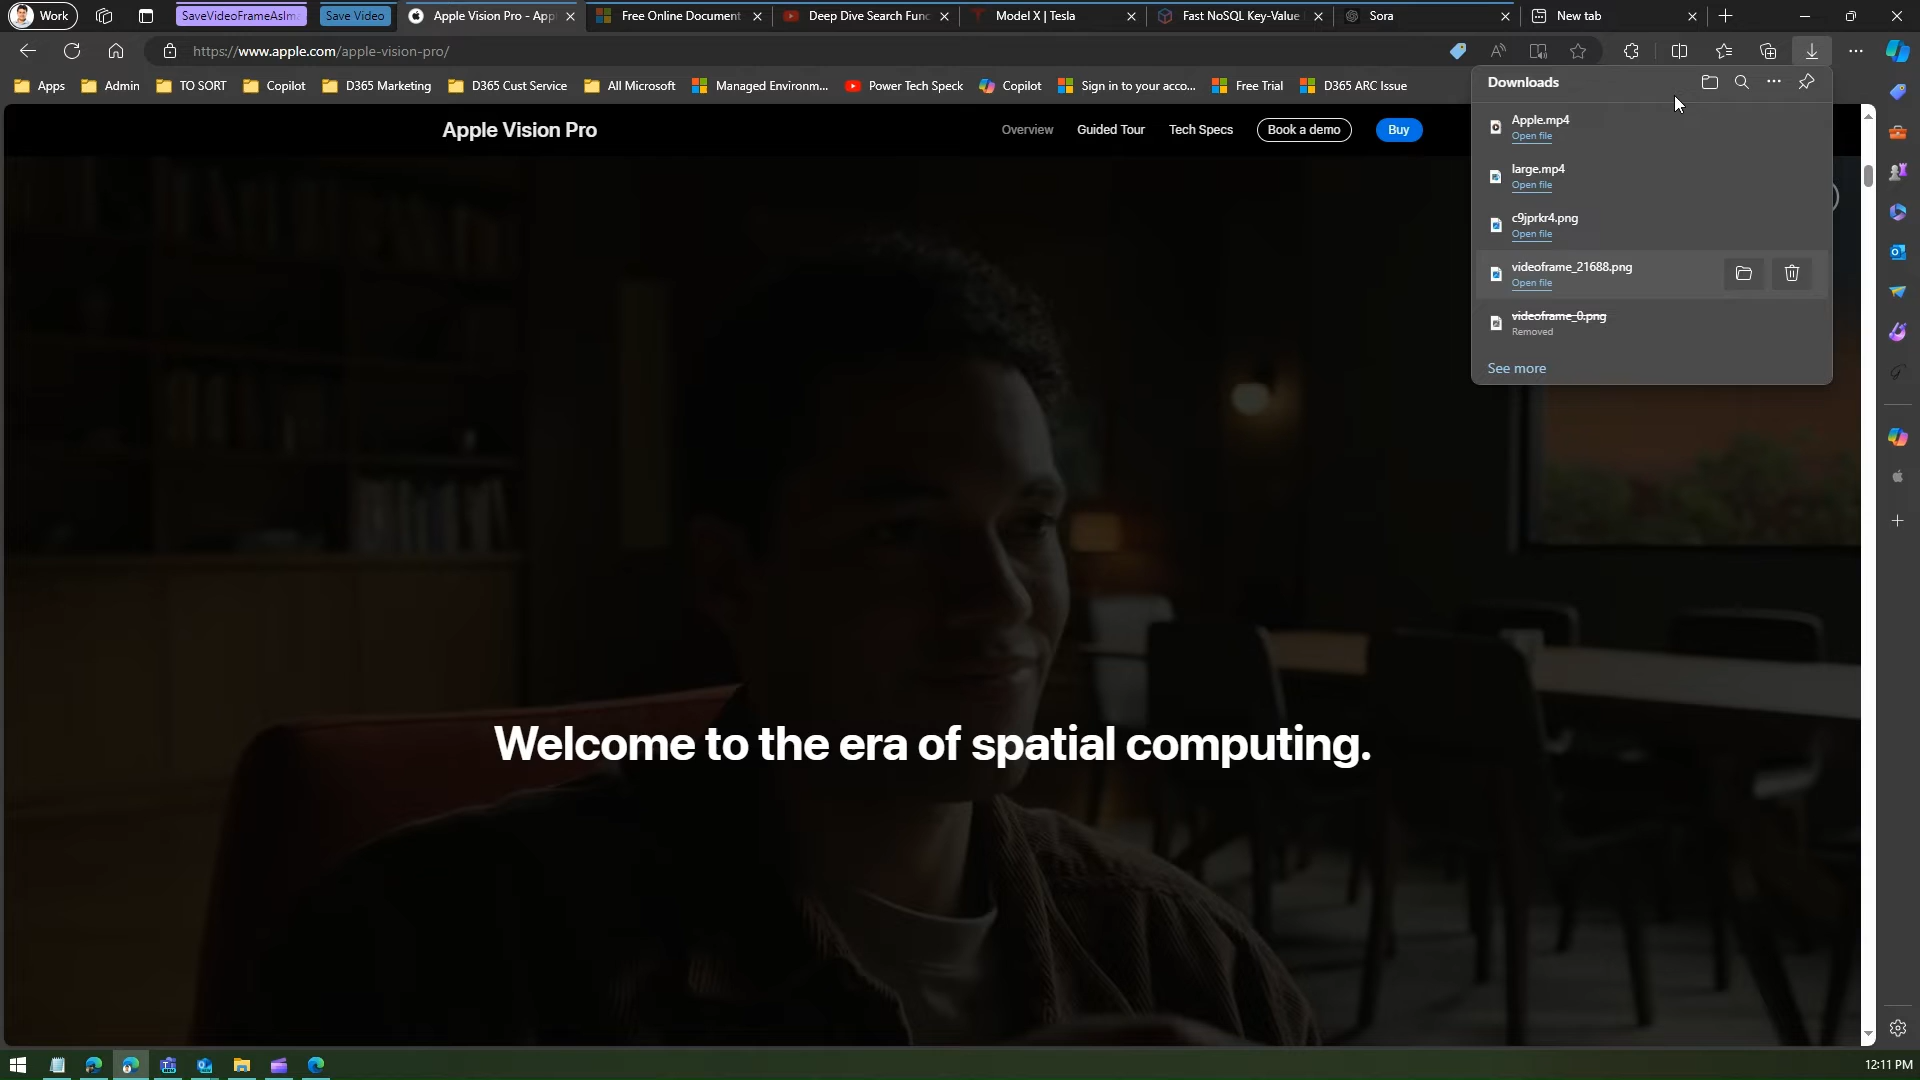 Work
SaveVideoFrameAsIma
Save Video
Apple Vision Pro - App
Free Online Document
Deep Dive Search Func
Model X | Tesla
Fast NoSQL Key-Value
Sora
New tab
https://www.apple.com/apple-vision-pro/
Apps
Admin
TO SORT
Copilot
D365 Marketing
D365 Cust Service
All Microsoft
Managed Environm...
Power Tech Speck
Copilot
Sign in to your acco...
Free Trial
D365 ARC Issue
Downloads
Apple.mp4
Open file
large.mp4
Open file
c9jprkr4.png
Open file
videoframe_21688.png
Open file
videoframe_0.png
Removed
See more
Apple Vision Pro
Overview
Guided Tour
Tech Specs
Book a demo
Buy
Welcome to the era of spatial computing.
12:11 PM